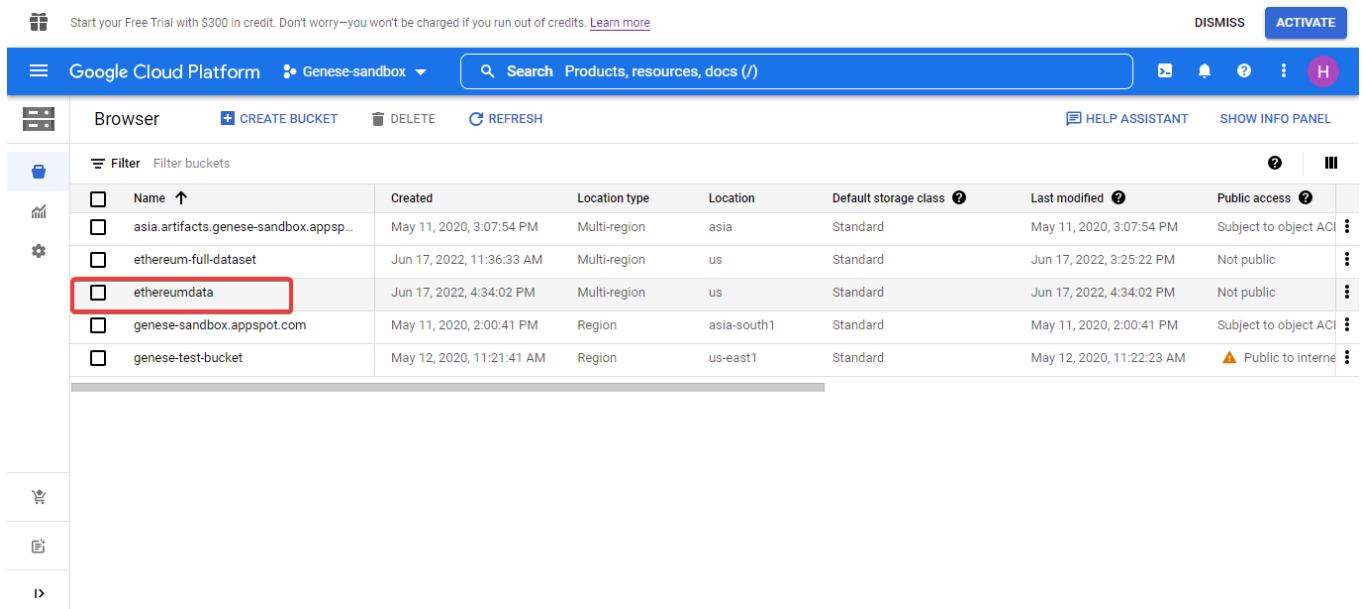 Start your Free Trial with $300 in credit. Don't worry—you won't be charged if you run out of credits. Learn more DISMISS ACTIVATE
Google Cloud Platform Genese-sandbox Search Products, resources, docs (/) H
Browser CREATE BUCKET DELETE REFRESH HELP ASSISTANT SHOW INFO PANEL
Filter Filter buckets
Name Created Location type Location Default storage class Last modified Public access
asia.artifacts.genese-sandbox.appsp... May 11, 2020, 3:07:54 PM Multi-region asia Standard May 11, 2020, 3:07:54 PM Subject to object ACl
ethereum-full-dataset Jun 17, 2022, 11:36:33 AM Multi-region us Standard Jun 17, 2022, 3:25:22 PM Not public
ethereumdata Jun 17, 2022, 4:34:02 PM Multi-region us Standard Jun 17, 2022, 4:34:02 PM Not public
genese-sandbox.appspot.com May 11, 2020, 2:00:41 PM Region asia-south1 Standard May 11, 2020, 2:00:41 PM Subject to object ACl
genese-test-bucket May 12, 2020, 11:21:41 AM Region us-east1 Standard May 12, 2020, 11:22:23 AM Public to interne